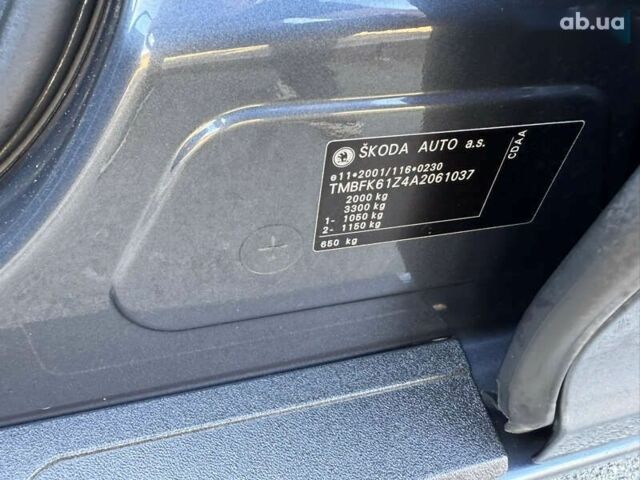 ab.ua
ŠKODA AUTO a.s.
e11*2001/116*0230
TMBFK61Z4A2061037
2000 kg
3300 kg
1- 1050 kg
2- 1150 kg
650 kg
CDAA